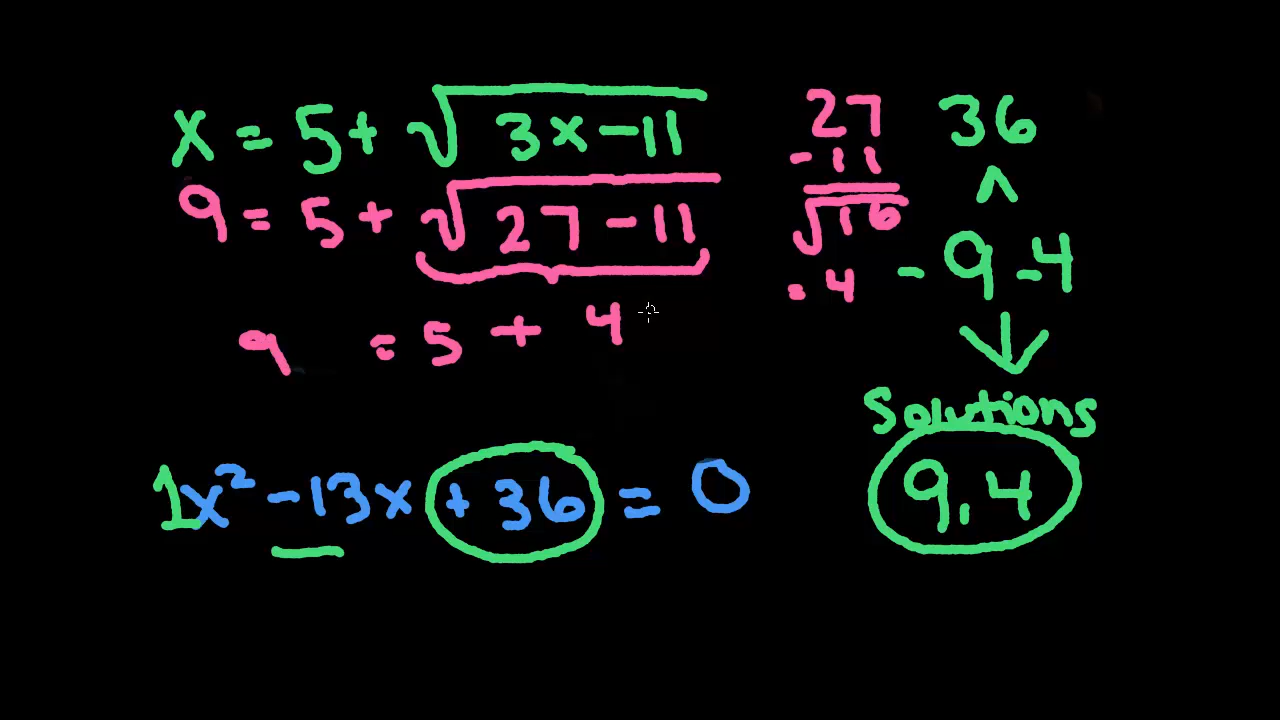 x = 5 + √3x - 11
9 = 5 + √27 - 11
9 = 5 + 4
27
- 11
√16
= 4
36
^
- 9 - 4
↓
Solutions
9, 4
1x² - 13x + 36 = 0